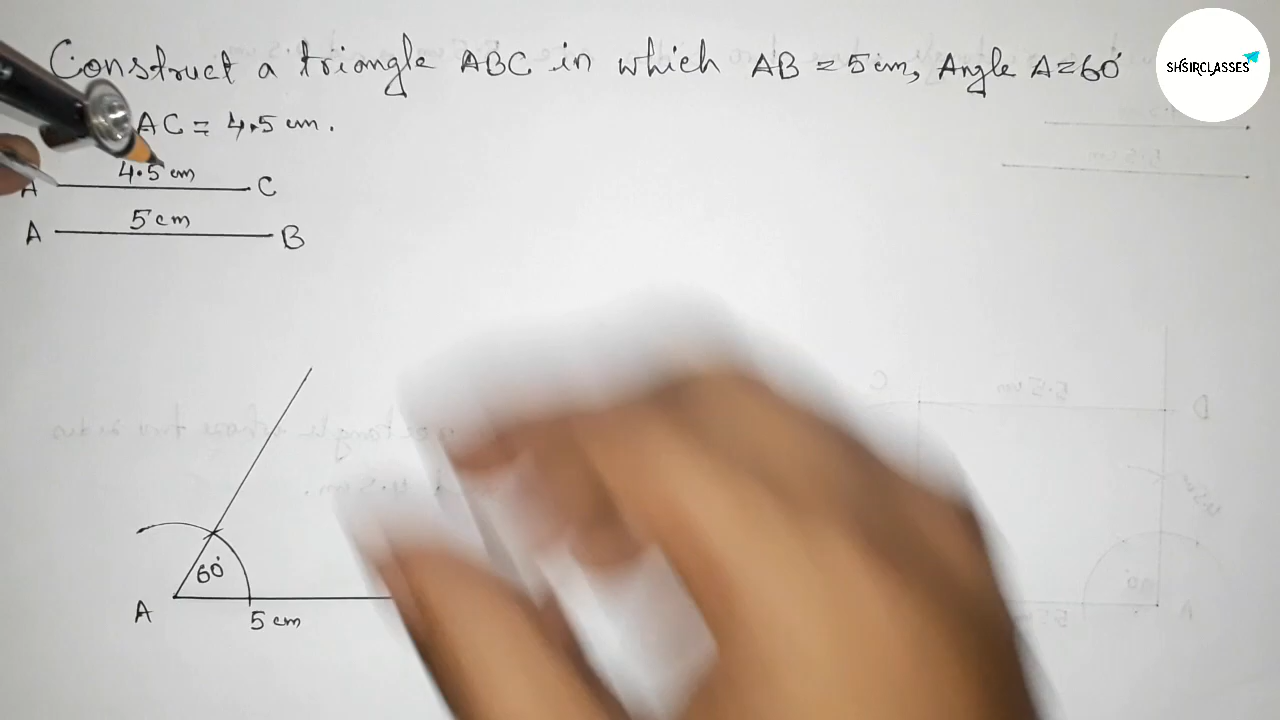 Construct a triangle ABC in which AB = 5 cm, Angle A = 60°
SHSIRCLASSES
AC = 4.5 cm.
4.5 cm
A C
5 cm
A B
60°
A
5 cm